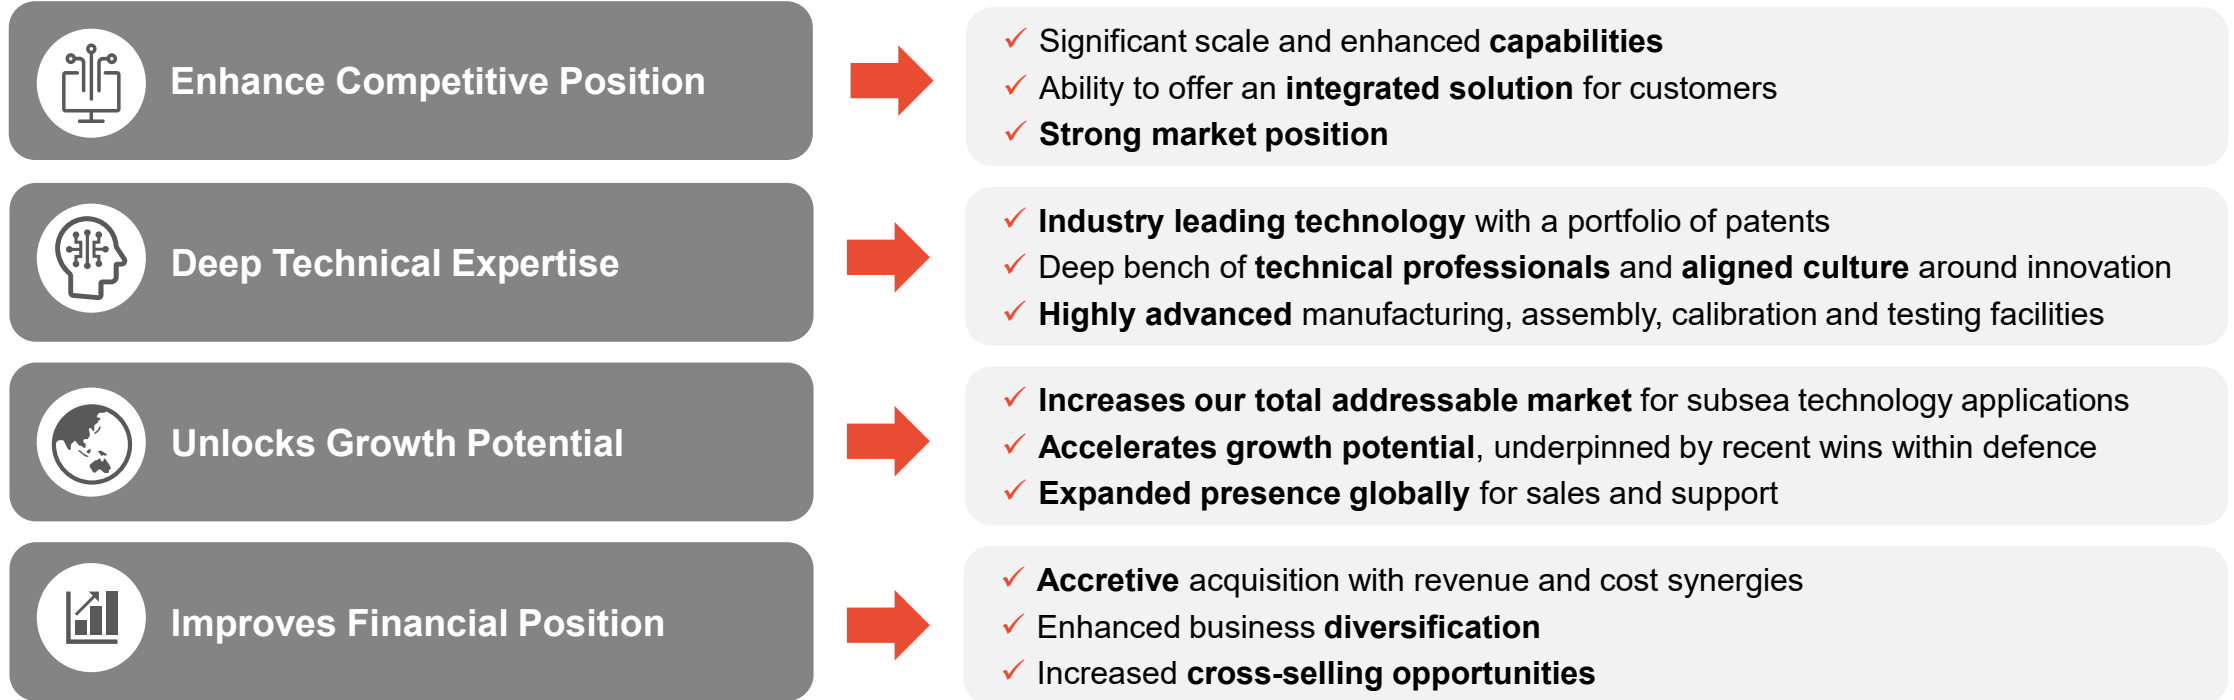 Enhance Competitive Position
✓ Significant scale and enhanced capabilities
✓ Ability to offer an integrated solution for customers
✓ Strong market position
Deep Technical Expertise
✓ Industry leading technology with a portfolio of patents
✓ Deep bench of technical professionals and aligned culture around innovation
✓ Highly advanced manufacturing, assembly, calibration and testing facilities
Unlocks Growth Potential
✓ Increases our total addressable market for subsea technology applications
✓ Accelerates growth potential, underpinned by recent wins within defence
✓ Expanded presence globally for sales and support
Improves Financial Position
✓ Accretive acquisition with revenue and cost synergies
✓ Enhanced business diversification
✓ Increased cross-selling opportunities